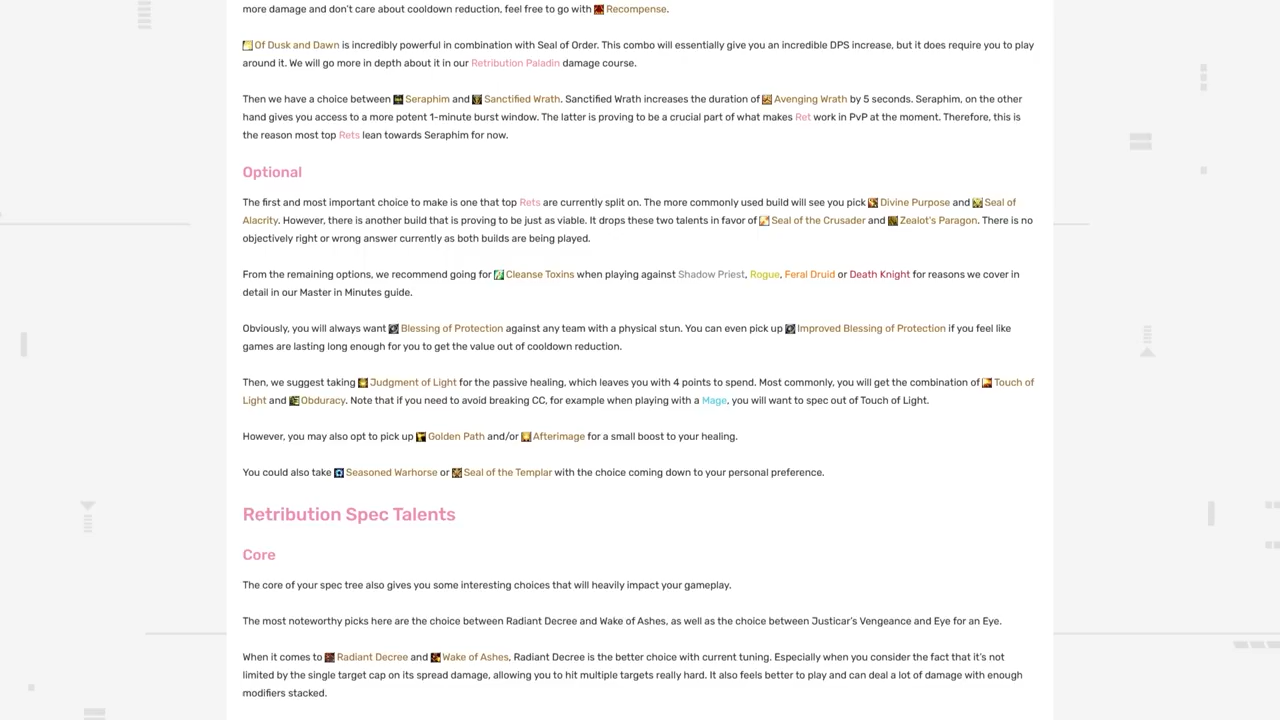 more damage and don't care about cooldown reduction, feel free to go with Recompense.
Of Dusk and Dawn is incredibly powerful in combination with Seal of Order. This combo will essentially give you an incredible DPS increase, but it does require you to play
around it. We will go more in depth about it in our Retribution Paladin damage course.
Then we have a choice between Seraphim and Sanctified Wrath. Sanctified Wrath increases the duration of Avenging Wrath by 5 seconds. Seraphim, on the other
hand gives you access to a more potent 1-minute burst window. The latter is proving to be a crucial part of what makes Ret work in PvP at the moment. Therefore, this is
the reason most top Rets lean towards Seraphim for now.
Optional
The first and most important choice to make is one that top Rets are currently split on. The more commonly used build will see you pick Divine Purpose and Seal of
Alacrity. However, there is another build that is proving to be just as viable. It drops these two talents in favor of Seal of the Crusader and Zealot's Paragon. There is no
objectively right or wrong answer currently as both builds are being played.
From the remaining options, we recommend going for Cleanse Toxins when playing against Shadow Priest, Rogue, Feral Druid or Death Knight for reasons we cover in
detail in our Master in Minutes guide.
Obviously, you will always want Blessing of Protection against any team with a physical stun. You can even pick up Improved Blessing of Protection if you feel like
games are lasting long enough for you to get the value out of cooldown reduction.
Then, we suggest taking Judgment of Light for the passive healing, which leaves you with 4 points to spend. Most commonly, you will get the combination of Touch of
Light and Obduracy. Note that if you need to avoid breaking CC, for example when playing with a Mage, you will want to spec out of Touch of Light.
However, you may also opt to pick up Golden Path and/or Afterimage for a small boost to your healing.
You could also take Seasoned Warhorse or Seal of the Templar with the choice coming down to your personal preference.
Retribution Spec Talents
Core
The core of your spec tree also gives you some interesting choices that will heavily impact your gameplay.
The most noteworthy picks here are the choice between Radiant Decree and Wake of Ashes, as well as the choice between Justicar's Vengeance and Eye for an Eye.
When it comes to Radiant Decree and Wake of Ashes, Radiant Decree is the better choice with current tuning. Especially when you consider the fact that it's not
limited by the single target cap on its spread damage, allowing you to hit multiple targets really hard. It also feels better to play and can deal a lot of damage with enough
modifiers stacked.